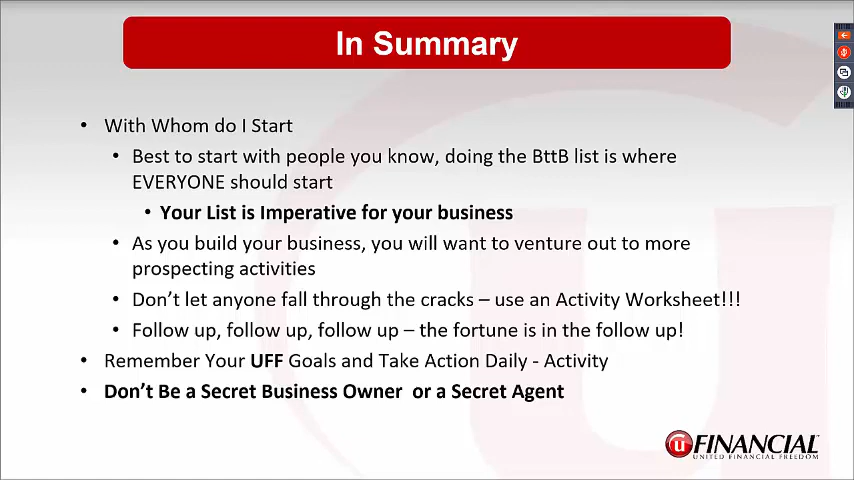 In Summary
• With Whom do I Start
• Best to start with people you know, doing the BttB list is where
EVERYONE should start
• Your List is Imperative for your business
• As you build your business, you will want to venture out to more
prospecting activities
• Don't let anyone fall through the cracks – use an Activity Worksheet!!!
• Follow up, follow up, follow up – the fortune is in the follow up!
• Remember Your UFF Goals and Take Action Daily - Activity
• Don't Be a Secret Business Owner or a Secret Agent
u FINANCIAL
UNITED FINANCIAL FREEDOM